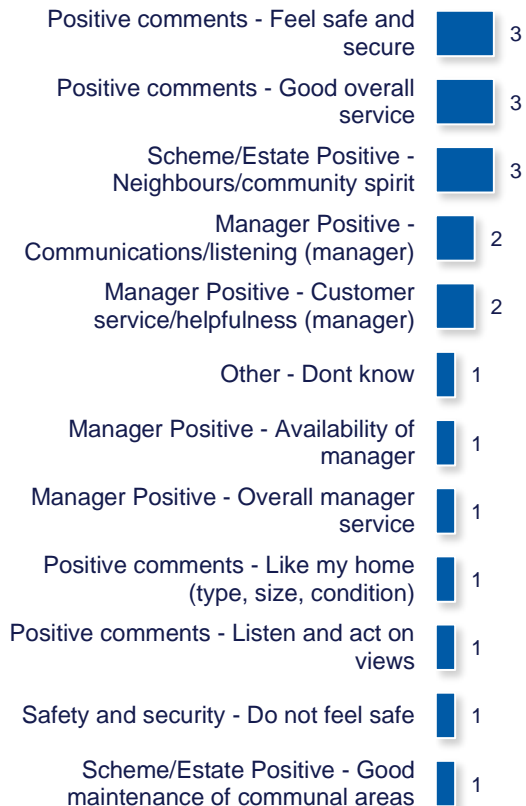 Positive comments - Feel safe and
secure
3
Positive comments - Good overall
service
3
Scheme/Estate Positive -
Neighbours/community spirit
3
Manager Positive -
Communications/listening (manager)
2
Manager Positive - Customer
service/helpfulness (manager)
2
Other - Dont know
1
Manager Positive - Availability of
manager
1
Manager Positive - Overall manager
service
1
Positive comments - Like my home
(type, size, condition)
1
Positive comments - Listen and act on
views
1
Safety and security - Do not feel safe
1
Scheme/Estate Positive - Good
maintenance of communal areas
1